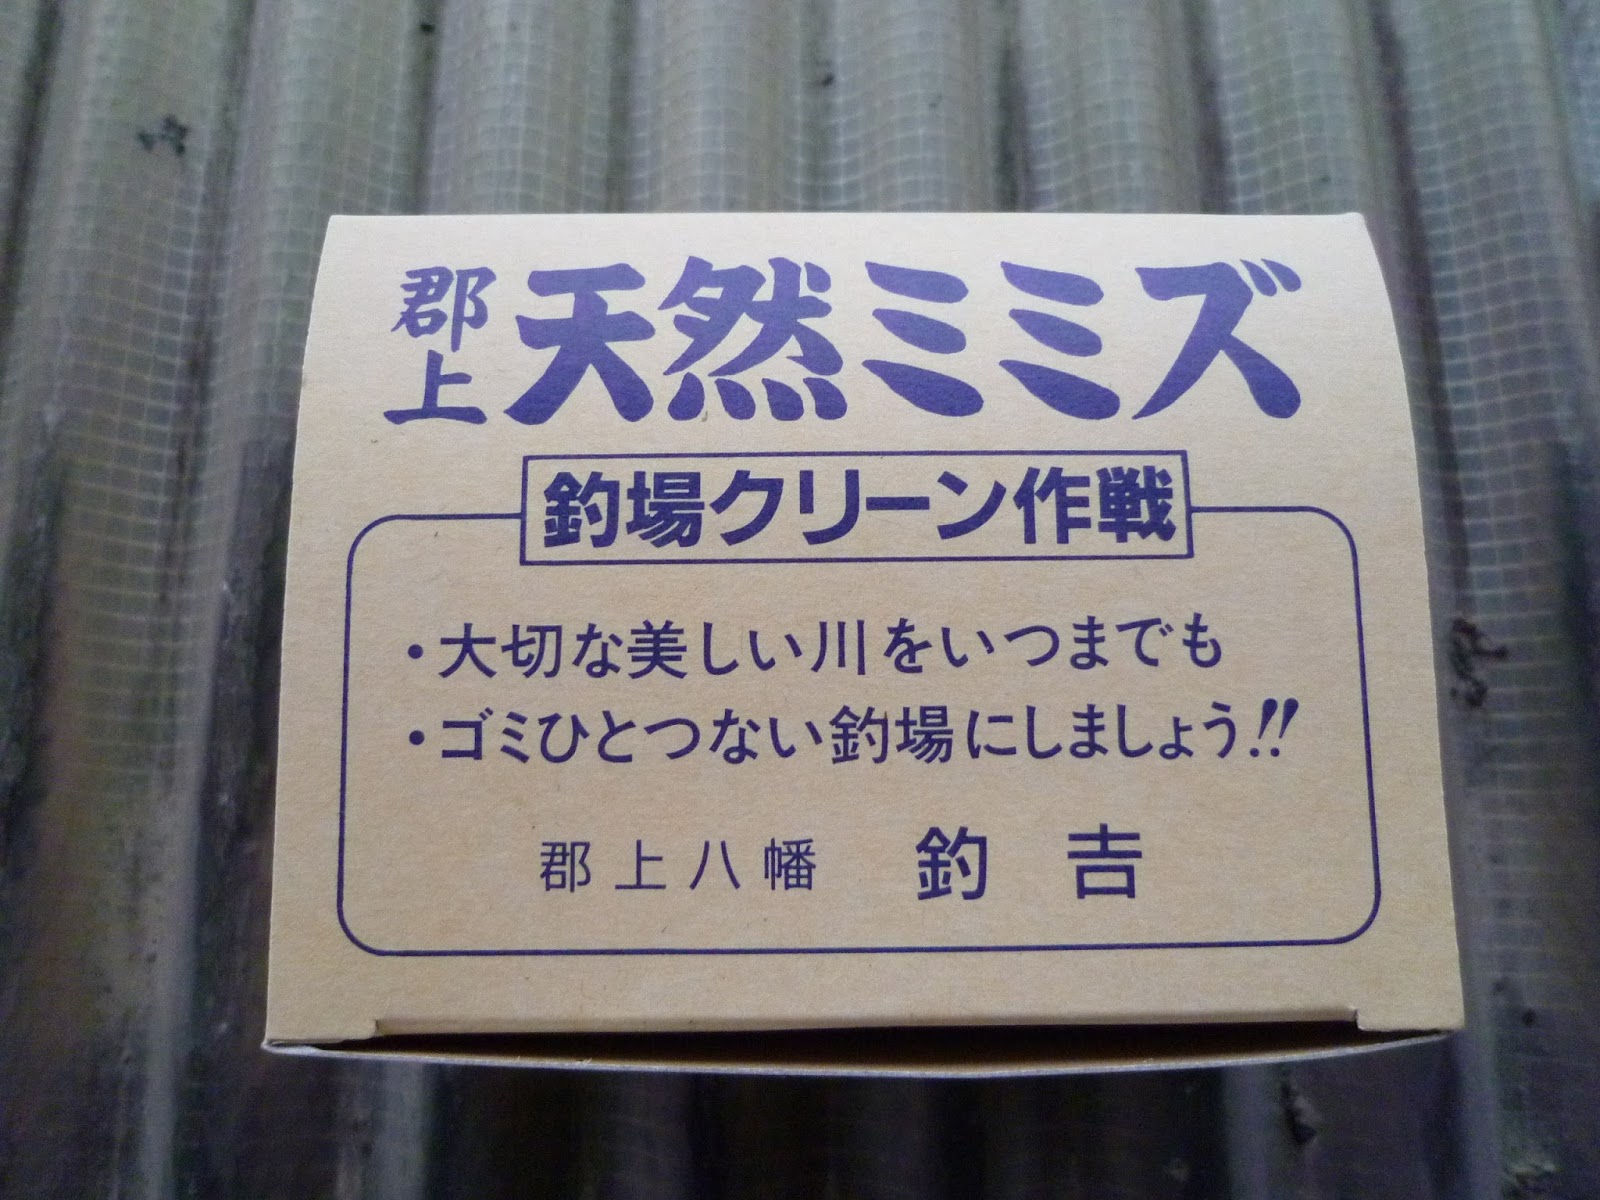 郡上天然ミミズ
釣場クリーン作戦
・大切な美しい川をいつまでも
・ゴミひとつない釣場にしましょう!!
郡上八幡 釣吉